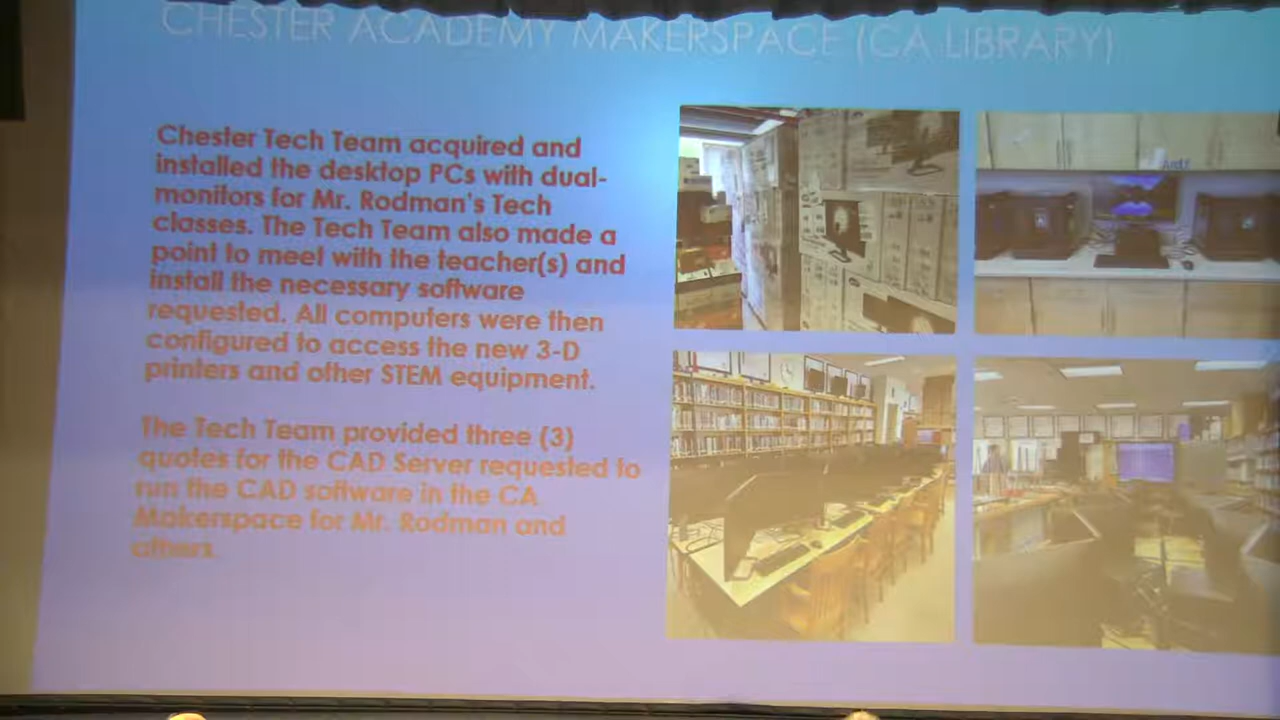 CHESTER ACADEMY MAKERSPACE (CA LIBRARY)
Chester Tech Team acquired and
installed the desktop PCs with dual-
monitors for Mr. Rodman's Tech
classes. The Tech Team also made a
point to meet with the teacher(s) and
install the necessary software
requested. All computers were then
configured to access the new 3-D
printers and other STEM equipment.
The Tech Team provided three (3)
quotes for the CAD Server requested to
run the CAD software in the CA
Makerspace for Mr. Rodman and
others